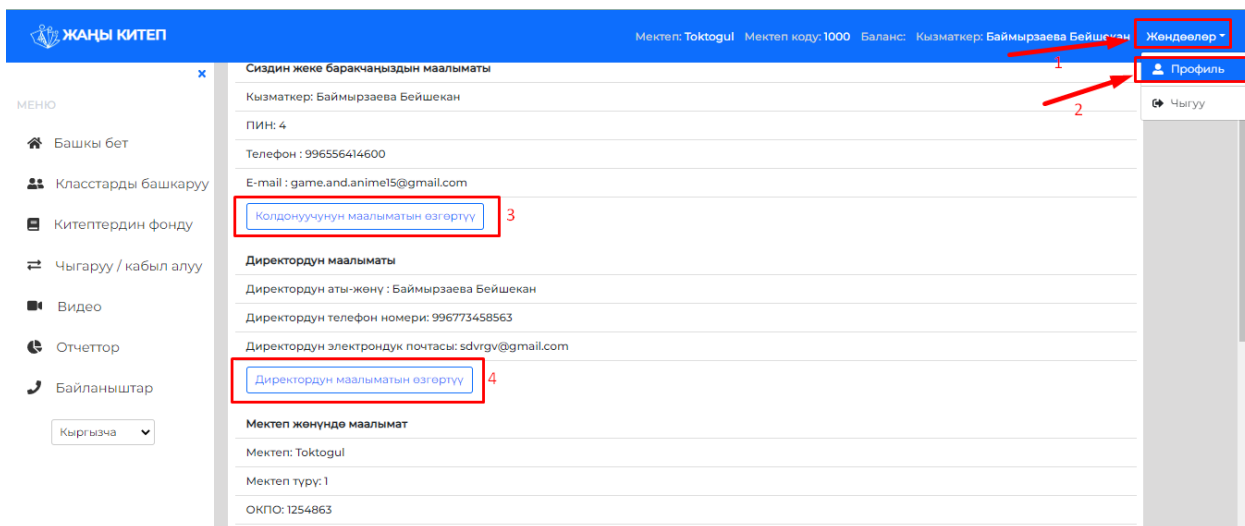 ЖАҢЫ КИТЕП
Мектеп: Toktogul Мектеп коду: 1000 Баланс: Кызматкер: Баймырзаева Бейшекан Жөндөөлөр
1
Профиль
2
Чыгуу
x
МЕНЮ
Башкы бет
Класстарды башкаруу
Китептердин фонду
Чыгаруу / кабыл алуу
Видео
Отчеттор
Байланыштар
Кыргызча
Сиздин жеке баракчаңыздын маалыматы
Кызматкер: Баймырзаева Бейшекан
ПИН: 4
Телефон : 996556414600
E-mail : game.and.anime15@gmail.com
Колдонуучунун маалыматын өзгөртүү 3
Директордун маалыматы
Директордун аты-жөнү : Баймырзаева Бейшекан
Директордун телефон номери: 996773458563
Директордун электрондук почтасы: sdvrgv@gmail.com
Директордун маалыматын өзгөртүү 4
Мектеп жөнүндө маалымат
Мектеп: Toktogul
Мектеп түрү: 1
ОКПО: 1254863